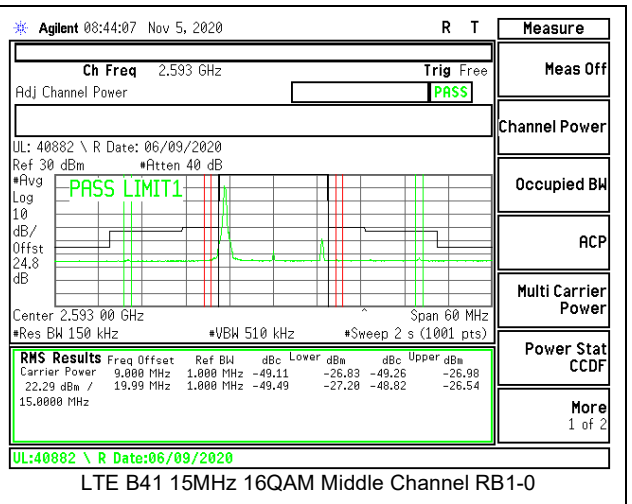 Agilent 08:44:07 Nov 5, 2020 R T
Measure
Ch Freq 2.593 GHz Trig Free
Meas Off
Adj Channel Power PASS
Channel Power
UL: 40882 \ R Date: 06/09/2020
Ref 30 dBm #Atten 40 dB
#Avg
Log
10
dB/
Offst
24.8
dB
PASS LIMIT1
Occupied BW
ACP
Multi Carrier
Power
Center 2.593 00 GHz ^ Span 60 MHz
#Res BW 150 kHz #VBW 510 kHz #Sweep 2 s (1001 pts)
Power Stat
CCDF
RMS Results Freq Offset Ref BW dBc Lower dBm dBc Upper dBm
Carrier Power 9.000 MHz 1.000 MHz -49.11 -26.83 -49.26 -26.98
22.29 dBm / 19.99 MHz 1.000 MHz -49.49 -27.20 -48.82 -26.54
15.0000 MHz
More
1 of 2
UL:40882 \ R Date:06/09/2020
LTE B41 15MHz 16QAM Middle Channel RB1-0